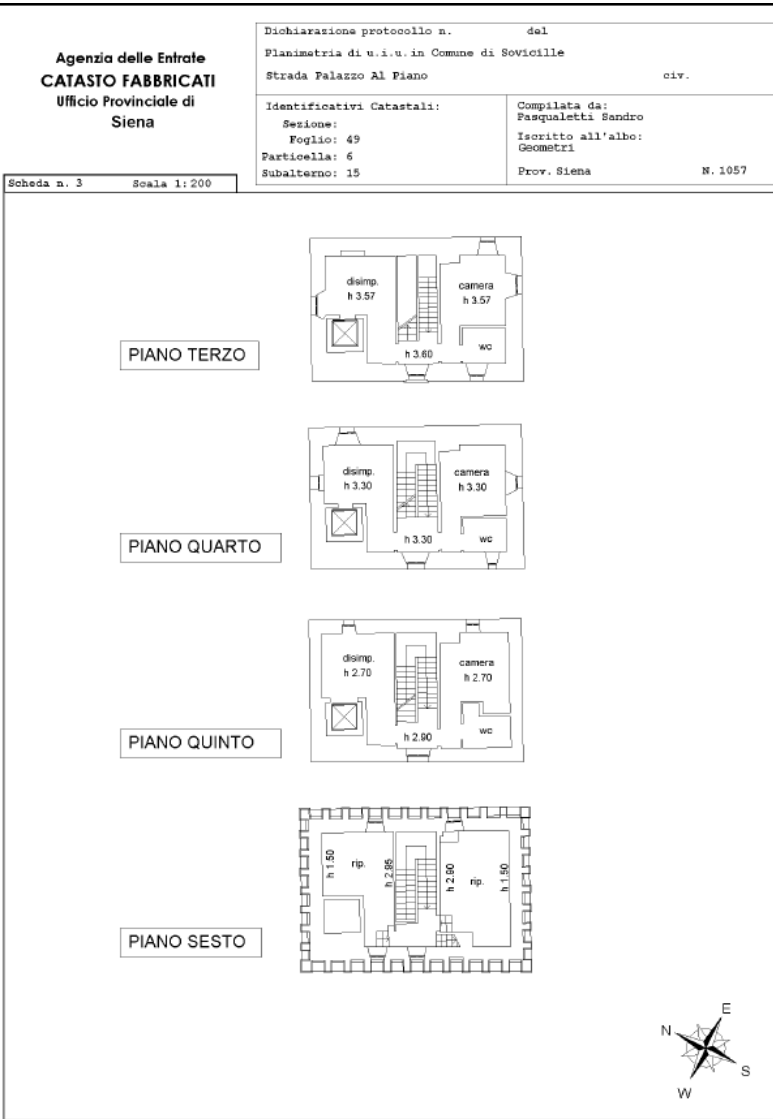 Agenzia delle Entrate
CATASTO FABBRICATI
Ufficio Provinciale di
Siena
Dichiarazione protocollo n. del
Planimetria di u.i.u. in Comune di Sovicille
Strada Palazzo Al Piano civ.
Identificativi Catastali:
Sezione:
Foglio: 49
Particella: 6
Subalterno: 15
Compilata da:
Pasqualetti Sandro
Iscritto all'albo:
Geometri
Prov. Siena N. 1057
Scheda n. 3 Scala 1:200
PIANO TERZO
disimp.
h 3.57
camera
h 3.57
h 3.60
wc
PIANO QUARTO
disimp.
h 3.30
camera
h 3.30
h 3.30
wc
PIANO QUINTO
disimp.
h 2.70
camera
h 2.70
h 2.90
wc
PIANO SESTO
h 1.50
rip.
h 2.95
h 2.90
rip.
h 1.50
E
N
S
W